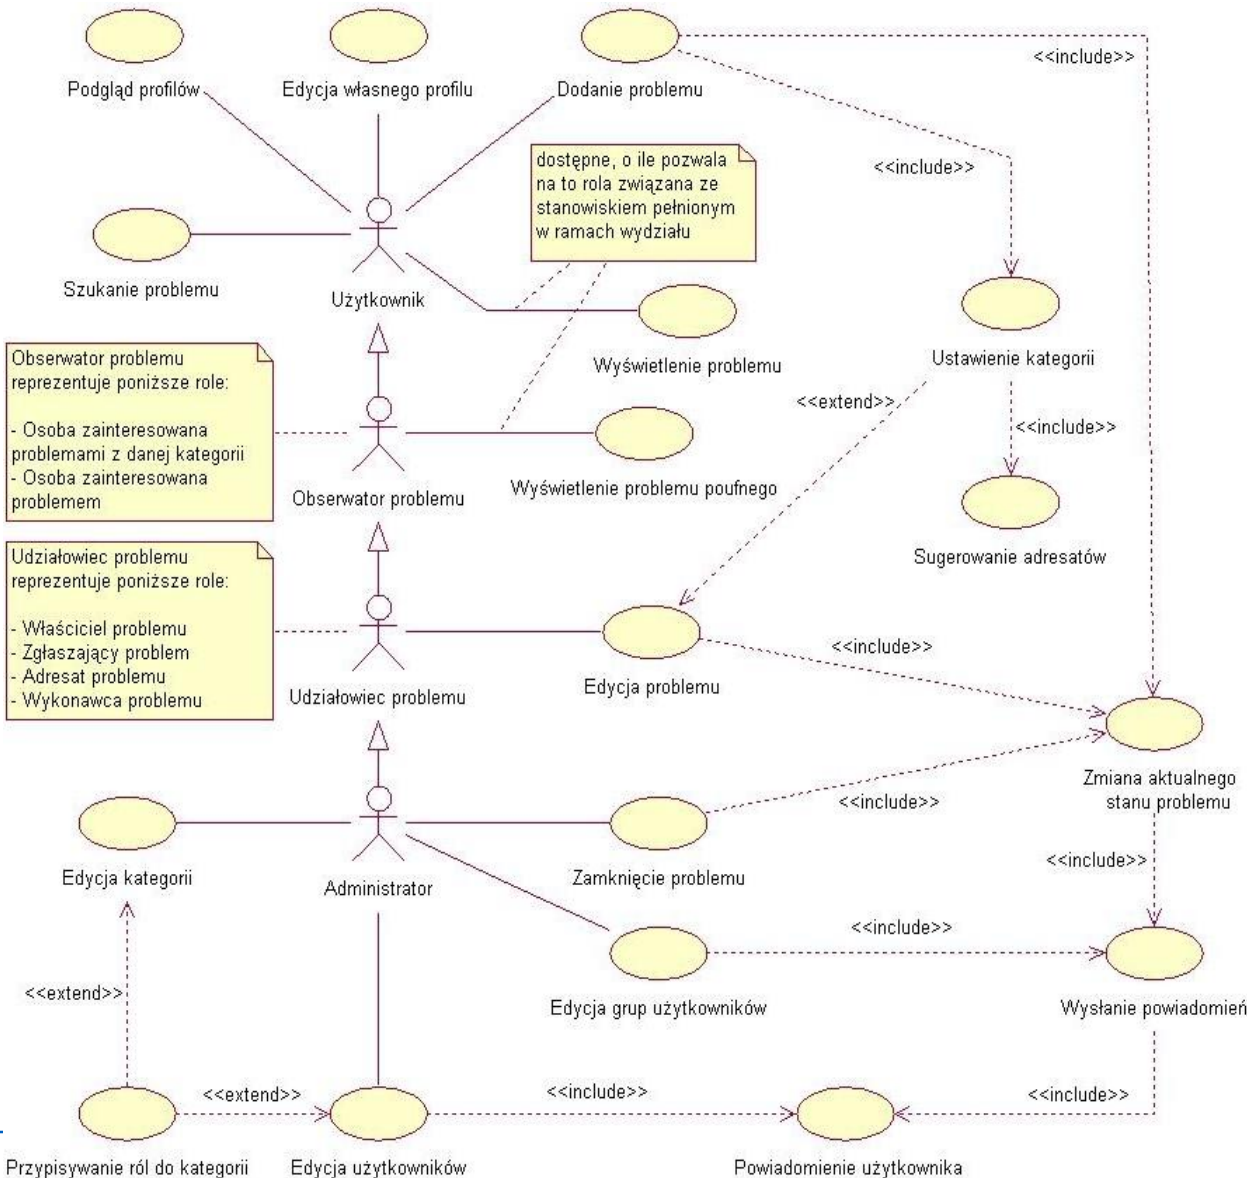 Podgląd profilów
Edycja własnego profilu
Dodanie problemu
<<include>>
<<include>>
dostępne, o ile pozwala
na to rola związana ze
stanowiskiem pełnionym
w ramach wydziału
Szukanie problemu
Użytkownik
Wyświetlenie problemu
Ustawienie kategorii
Obserwator problemu
reprezentuje poniższe role:
- Osoba zainteresowana
problemami z danej kategorii
- Osoba zainteresowana
problemem
<<extend>>
<<include>>
Obserwator problemu
Wyświetlenie problemu poufnego
Sugerowanie adresatów
Udziałowiec problemu
reprezentuje poniższe role:
- Właściciel problemu
- Zgłaszający problem
- Adresat problemu
- Wykonawca problemu
<<include>>
Udziałowiec problemu
Edycja problemu
Zmiana aktualnego
stanu problemu
<<include>>
<<include>>
Edycja kategorii
Administrator
Zamknięcie problemu
<<include>>
<<extend>>
Edycja grup użytkowników
Wysłanie powiadomień
<<extend>>
<<include>>
<<include>>
Przypisywanie ról do kategorii
Edycja użytkowników
Powiadomienie użytkownika